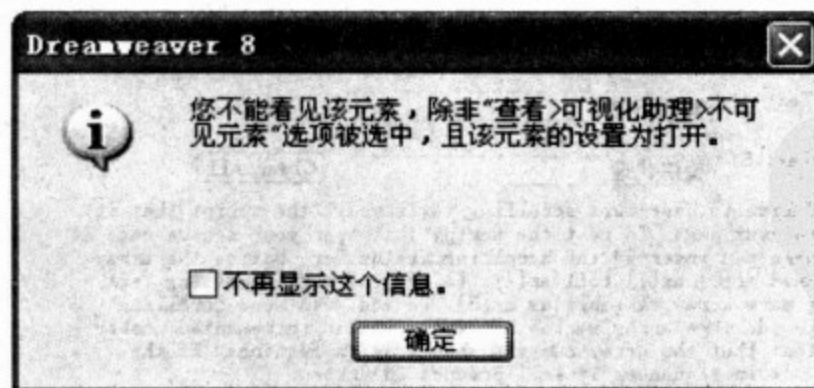 Dreamweaver 8
您不能看见该元素，除非“查看>可视化助理>不可
见元素”选项被选中，且该元素的设置为打开。
不再显示这个信息。
确定